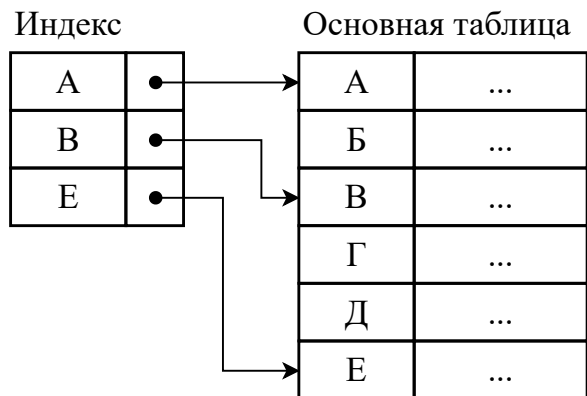 Индекс Основная таблица
А А ...
В Б ...
Е В ...
Г ...
Д ...
Е ...